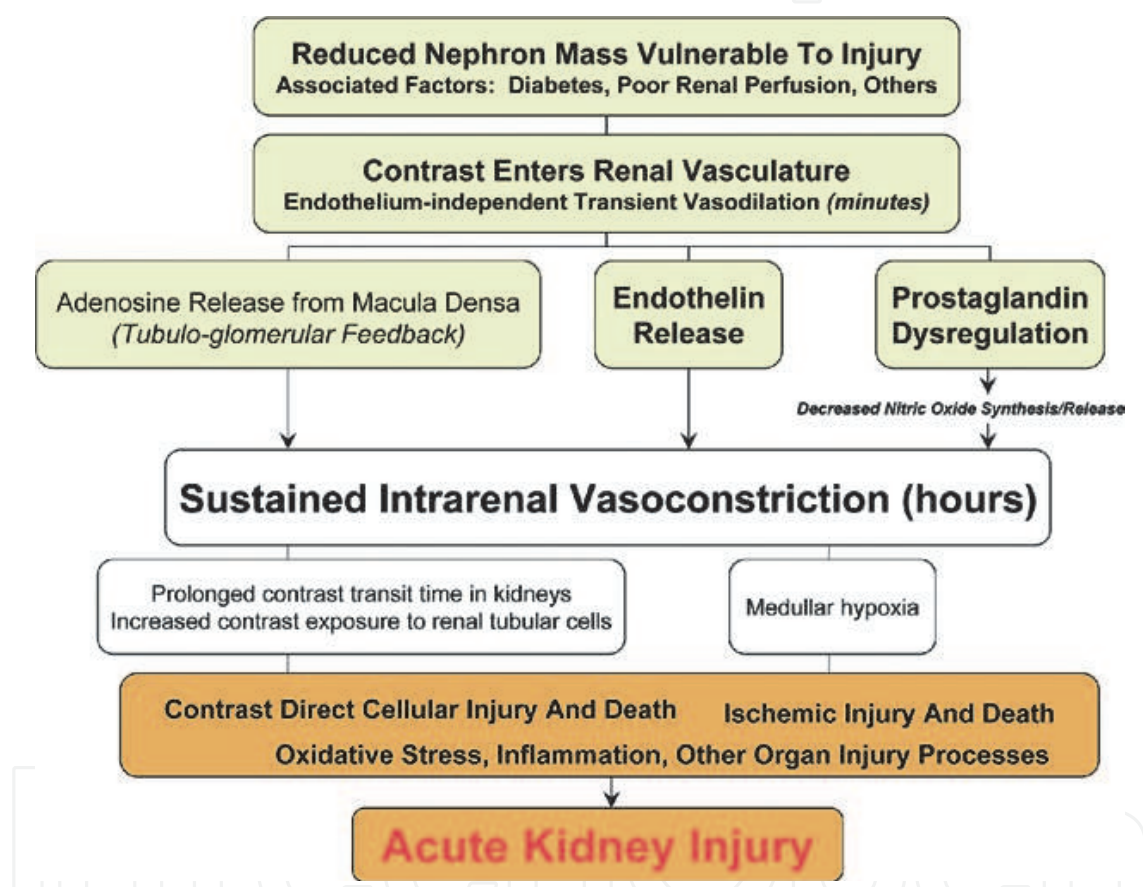 Reduced Nephron Mass Vulnerable To Injury
Associated Factors: Diabetes, Poor Renal Perfusion, Others
Contrast Enters Renal Vasculature
Endothelium-independent Transient Vasodilation (minutes)
Adenosine Release from Macula Densa
(Tubulo-glomerular Feedback)
Endothelin
Release
Prostaglandin
Dysregulation
Decreased Nitric Oxide Synthesis/Release
Sustained Intrarenal Vasoconstriction (hours)
Prolonged contrast transit time in kidneys
Increased contrast exposure to renal tubular cells
Medullar hypoxia
Contrast Direct Cellular Injury And Death
Ischemic Injury And Death
Oxidative Stress, Inflammation, Other Organ Injury Processes
Acute Kidney Injury